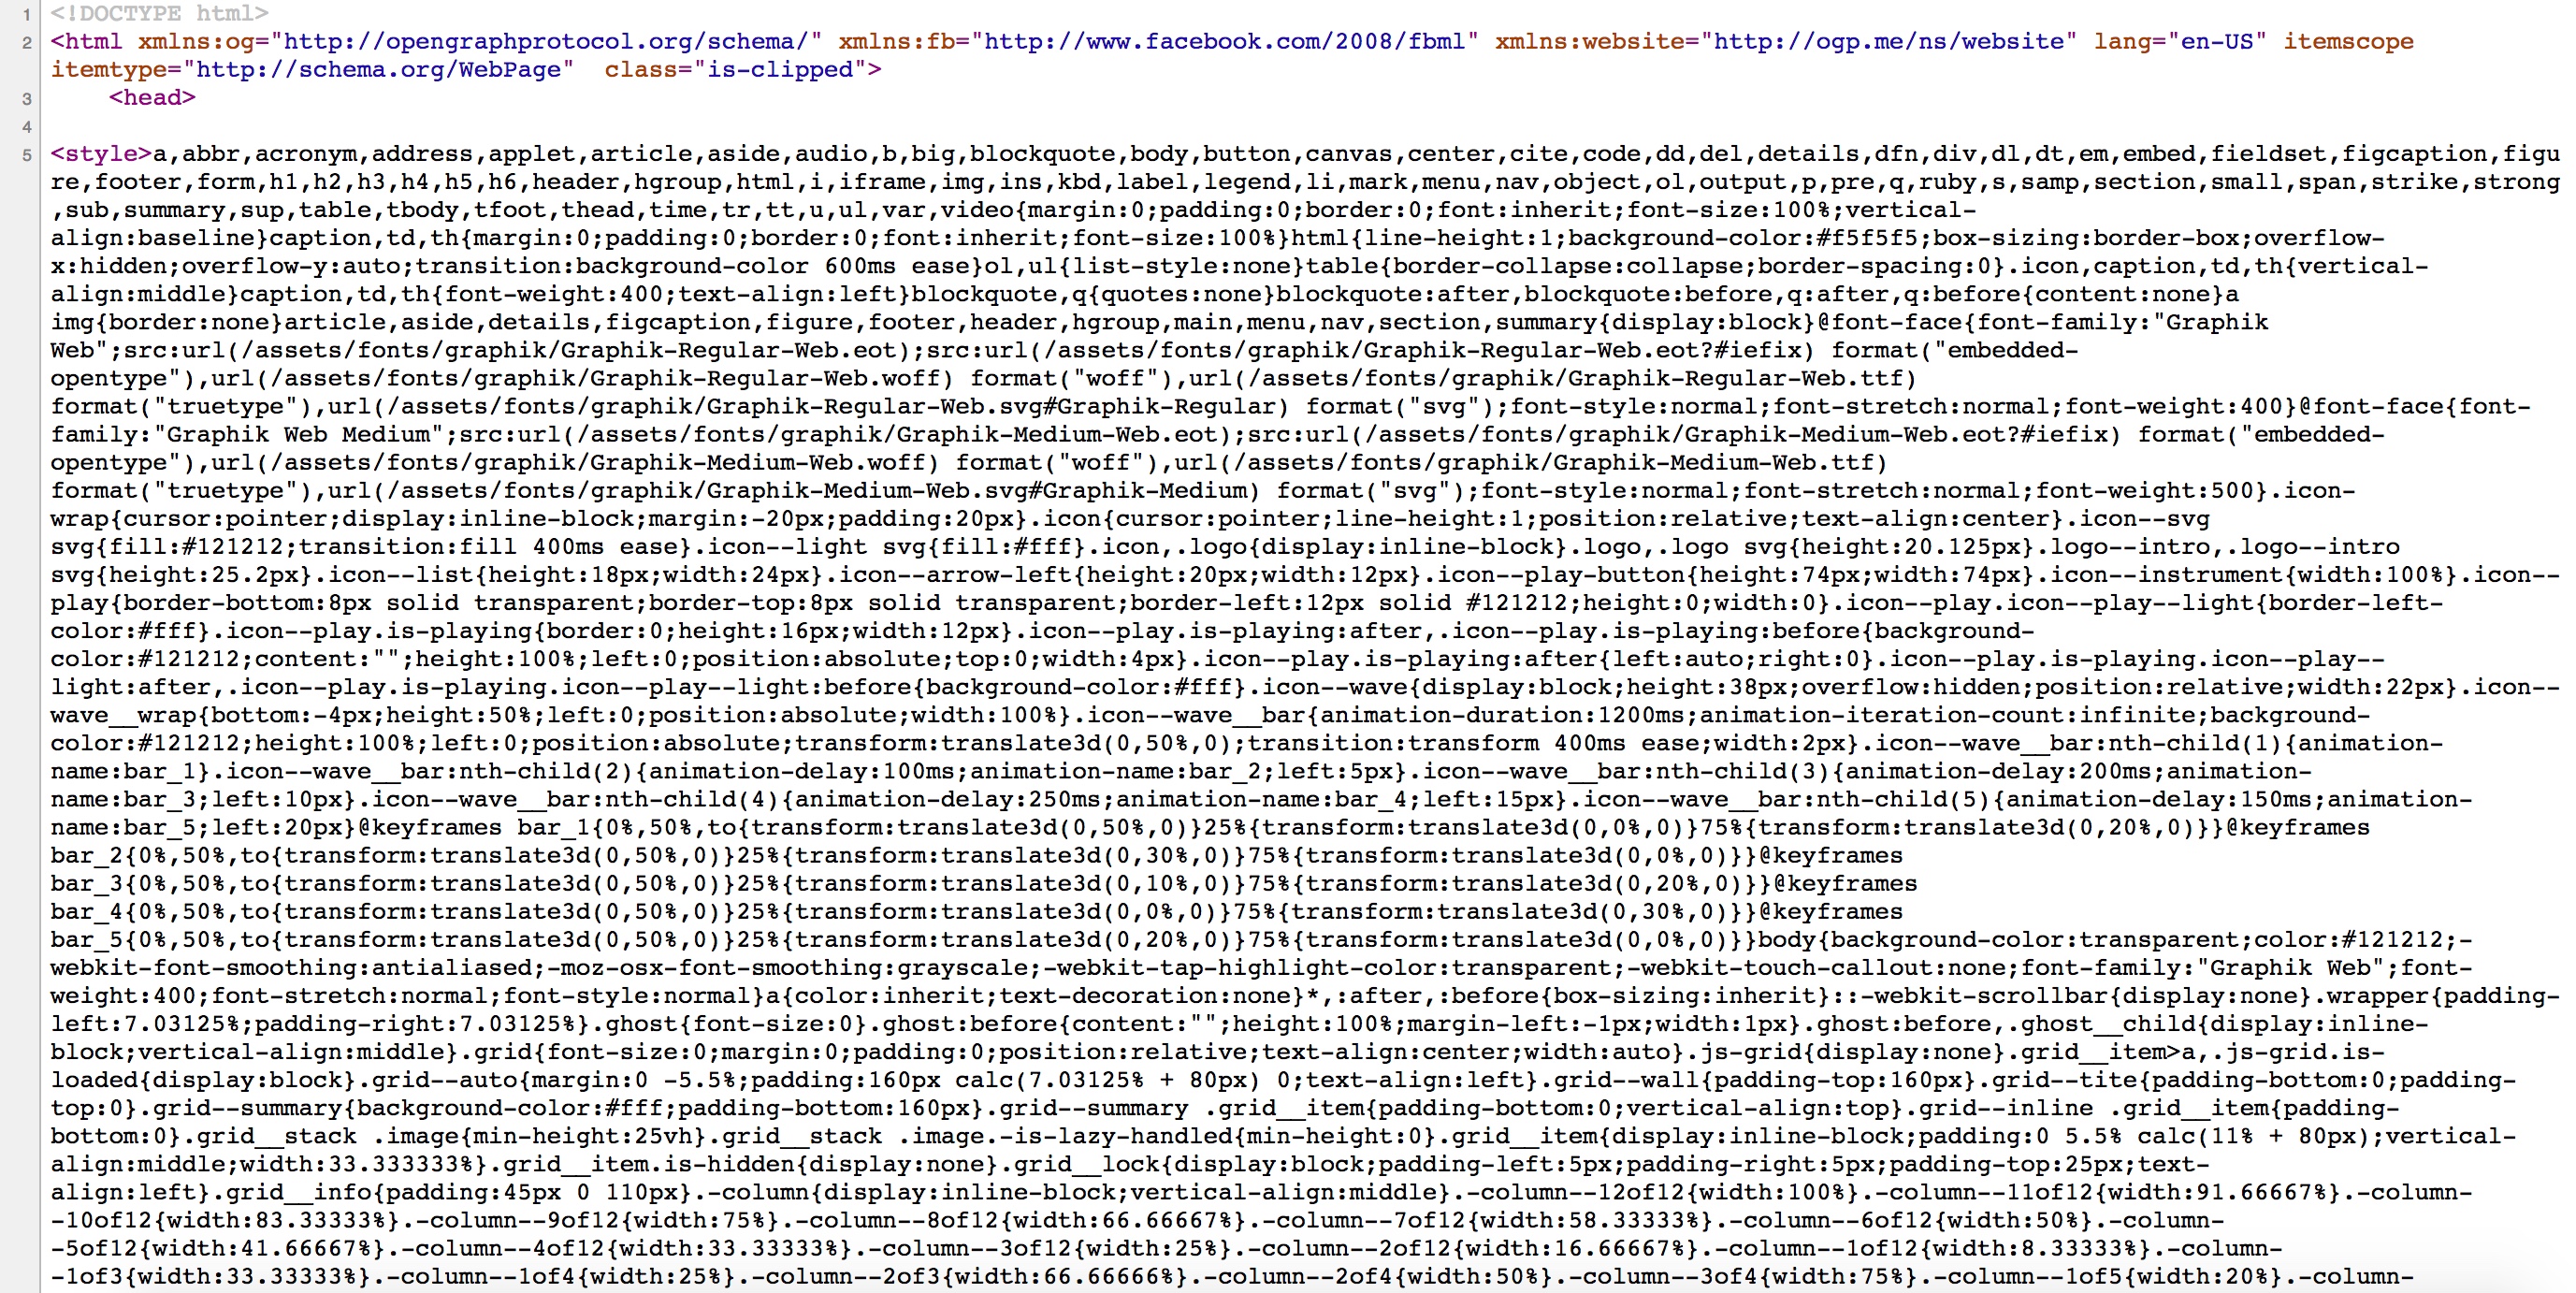 1 <!DOCTYPE html>
2 <html xmlns:og="http://opengraphprotocol.org/schema/" xmlns:fb="http://www.facebook.com/2008/fbml" xmlns:website="http://ogp.me/ns/website" lang="en-US" itemscope
itemtype="http://schema.org/WebPage"  class="is-clipped">
3     <head>
4
5 <style>a,abbr,acronym,address,applet,article,aside,audio,b,big,blockquote,body,button,canvas,center,cite,code,dd,del,details,dfn,div,dl,dt,em,embed,fieldset,figcaption,figu
re,footer,form,h1,h2,h3,h4,h5,h6,header,hgroup,html,i,iframe,img,ins,kbd,label,legend,li,mark,menu,nav,object,ol,output,p,pre,q,ruby,s,samp,section,small,span,strike,strong
,sub,summary,sup,table,tbody,tfoot,thead,time,tr,tt,u,ul,var,video{margin:0;padding:0;border:0;font:inherit;font-size:100%;vertical-
align:baseline}caption,td,th{margin:0;padding:0;border:0;font:inherit;font-size:100%}html{line-height:1;background-color:#f5f5f5;box-sizing:border-box;overflow-
x:hidden;overflow-y:auto;transition:background-color 600ms ease}ol,ul{list-style:none}table{border-collapse:collapse;border-spacing:0}.icon,caption,td,th{vertical-
align:middle}caption,td,th{font-weight:400;text-align:left}blockquote,q{quotes:none}blockquote:after,blockquote:before,q:after,q:before{content:none}a
img{border:none}article,aside,details,figcaption,figure,footer,header,hgroup,main,menu,nav,section,summary{display:block}@font-face{font-family:"Graphik
Web";src:url(/assets/fonts/graphik/Graphik-Regular-Web.eot);src:url(/assets/fonts/graphik/Graphik-Regular-Web.eot?#iefix) format("embedded-
opentype"),url(/assets/fonts/graphik/Graphik-Regular-Web.woff) format("woff"),url(/assets/fonts/graphik/Graphik-Regular-Web.ttf)
format("truetype"),url(/assets/fonts/graphik/Graphik-Regular-Web.svg#Graphik-Regular) format("svg");font-style:normal;font-stretch:normal;font-weight:400}@font-face{font-
family:"Graphik Web Medium";src:url(/assets/fonts/graphik/Graphik-Medium-Web.eot);src:url(/assets/fonts/graphik/Graphik-Medium-Web.eot?#iefix) format("embedded-
opentype"),url(/assets/fonts/graphik/Graphik-Medium-Web.woff) format("woff"),url(/assets/fonts/graphik/Graphik-Medium-Web.ttf)
format("truetype"),url(/assets/fonts/graphik/Graphik-Medium-Web.svg#Graphik-Medium) format("svg");font-style:normal;font-stretch:normal;font-weight:500}.icon-
wrap{cursor:pointer;display:inline-block;margin:-20px;padding:20px}.icon{cursor:pointer;line-height:1;position:relative;text-align:center}.icon--svg
svg{fill:#121212;transition:fill 400ms ease}.icon--light svg{fill:#fff}.icon,.logo{display:inline-block}.logo,.logo svg{height:20.125px}.logo--intro,.logo--intro
svg{height:25.2px}.icon--list{height:18px;width:24px}.icon--arrow-left{height:20px;width:12px}.icon--play-button{height:74px;width:74px}.icon--instrument{width:100%}.icon--
play{border-bottom:8px solid transparent;border-top:8px solid transparent;border-left:12px solid #121212;height:0;width:0}.icon--play.icon--play--light{border-left-
color:#fff}.icon--play.is-playing{border:0;height:16px;width:12px}.icon--play.is-playing:after,.icon--play.is-playing:before{background-
color:#121212;content:"";height:100%;left:0;position:absolute;top:0;width:4px}.icon--play.is-playing:after{left:auto;right:0}.icon--play.is-playing.icon--play--
light:after,.icon--play.is-playing.icon--play--light:before{background-color:#fff}.icon--wave{display:block;height:38px;overflow:hidden;position:relative;width:22px}.icon--
wave__wrap{bottom:-4px;height:50%;left:0;position:absolute;width:100%}.icon--wave__bar{animation-duration:1200ms;animation-iteration-count:infinite;background-
color:#121212;height:100%;left:0;position:absolute;transform:translate3d(0,50%,0);transition:transform 400ms ease;width:2px}.icon--wave__bar:nth-child(1){animation-
name:bar_1}.icon--wave__bar:nth-child(2){animation-delay:100ms;animation-name:bar_2;left:5px}.icon--wave__bar:nth-child(3){animation-delay:200ms;animation-
name:bar_3;left:10px}.icon--wave__bar:nth-child(4){animation-delay:250ms;animation-name:bar_4;left:15px}.icon--wave__bar:nth-child(5){animation-delay:150ms;animation-
name:bar_5;left:20px}@keyframes bar_1{0%,50%,to{transform:translate3d(0,50%,0)}25%{transform:translate3d(0,0%,0)}75%{transform:translate3d(0,20%,0)}}@keyframes
bar_2{0%,50%,to{transform:translate3d(0,50%,0)}25%{transform:translate3d(0,30%,0)}75%{transform:translate3d(0,0%,0)}}@keyframes
bar_3{0%,50%,to{transform:translate3d(0,50%,0)}25%{transform:translate3d(0,10%,0)}75%{transform:translate3d(0,20%,0)}}@keyframes
bar_4{0%,50%,to{transform:translate3d(0,50%,0)}25%{transform:translate3d(0,0%,0)}75%{transform:translate3d(0,30%,0)}}@keyframes
bar_5{0%,50%,to{transform:translate3d(0,50%,0)}25%{transform:translate3d(0,20%,0)}75%{transform:translate3d(0,0%,0)}}body{background-color:transparent;color:#121212;-
webkit-font-smoothing:antialiased;-moz-osx-font-smoothing:grayscale;-webkit-tap-highlight-color:transparent;-webkit-touch-callout:none;font-family:"Graphik Web";font-
weight:400;font-stretch:normal;font-style:normal}a{color:inherit;text-decoration:none}*,:after,:before{box-sizing:inherit}::-webkit-scrollbar{display:none}.wrapper{padding-
left:7.03125%;padding-right:7.03125%}.ghost{font-size:0}.ghost:before{content:"";height:100%;margin-left:-1px;width:1px}.ghost:before,.ghost__child{display:inline-
block;vertical-align:middle}.grid{font-size:0;margin:0;padding:0;position:relative;text-align:center;width:auto}.js-grid{display:none}.grid__item>a,.js-grid.is-
loaded{display:block}.grid--auto{margin:0 -5.5%;padding:160px calc(7.03125% + 80px) 0;text-align:left}.grid--wall{padding-top:160px}.grid--tite{padding-bottom:0;padding-
top:0}.grid--summary{background-color:#fff;padding-bottom:160px}.grid--summary .grid__item{padding-bottom:0;vertical-align:top}.grid--inline .grid__item{padding-
bottom:0}.grid__stack .image{min-height:25vh}.grid__stack .image.-is-lazy-handled{min-height:0}.grid__item{display:inline-block;padding:0 5.5% calc(11% + 80px);vertical-
align:middle;width:33.333333%}.grid__item.is-hidden{display:none}.grid__lock{display:block;padding-left:5px;padding-right:5px;padding-top:25px;text-
align:left}.grid__info{padding:45px 0 110px}.-column{display:inline-block;vertical-align:middle}.-column--12of12{width:100%}.-column--11of12{width:91.66667%}.-column-
-10of12{width:83.33333%}.-column--9of12{width:75%}.-column--8of12{width:66.66667%}.-column--7of12{width:58.33333%}.-column--6of12{width:50%}.-column-
-5of12{width:41.66667%}.-column--4of12{width:33.33333%}.-column--3of12{width:25%}.-column--2of12{width:16.66667%}.-column--1of12{width:8.33333%}.-column-
-1of3{width:33.33333%}.-column--1of4{width:25%}.-column--2of3{width:66.66666%}.-column--2of4{width:50%}.-column--3of4{width:75%}.-column--1of5{width:20%}.-column-